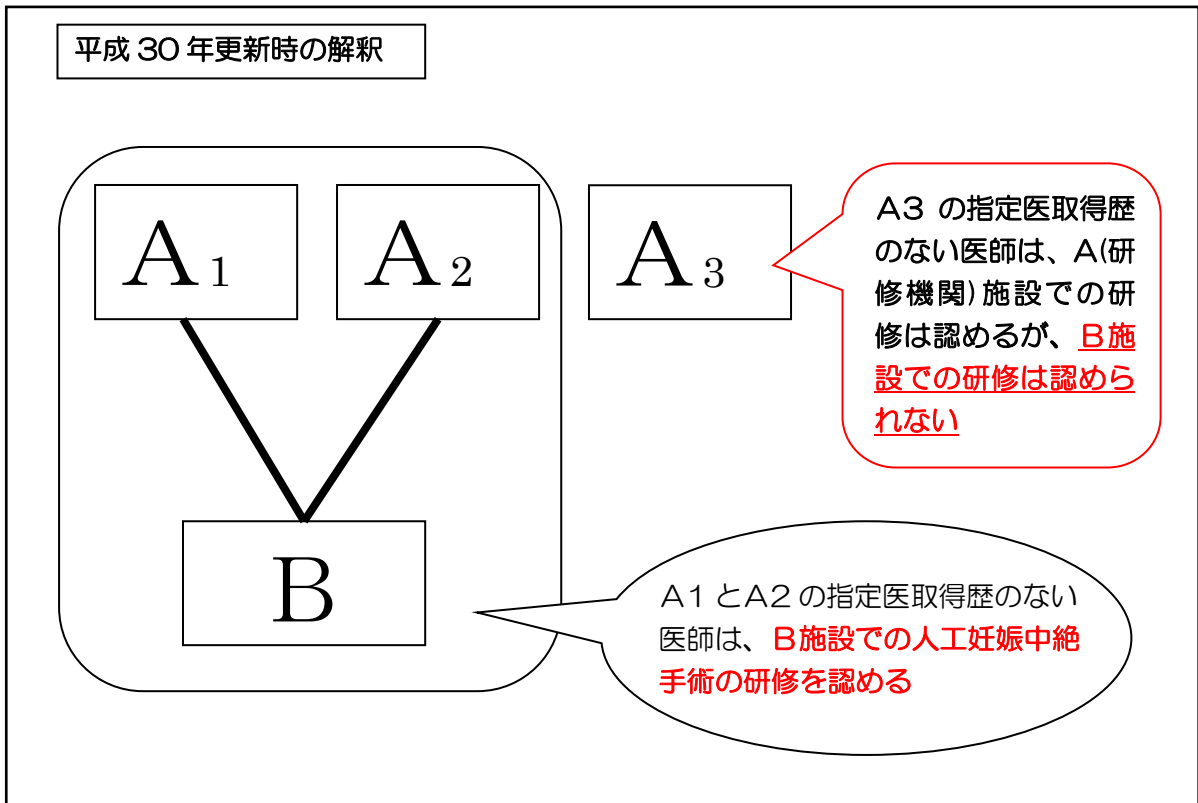 平成 30 年更新時の解釈
A1
A2
A3
A3 の指定医取得歴
のない医師は、A(研
修機関)施設での研
修は認めるが、B施
設での研修は認めら
れない
B
A1 とA2 の指定医取得歴のない
医師は、B施設での人工妊娠中絶
手術の研修を認める